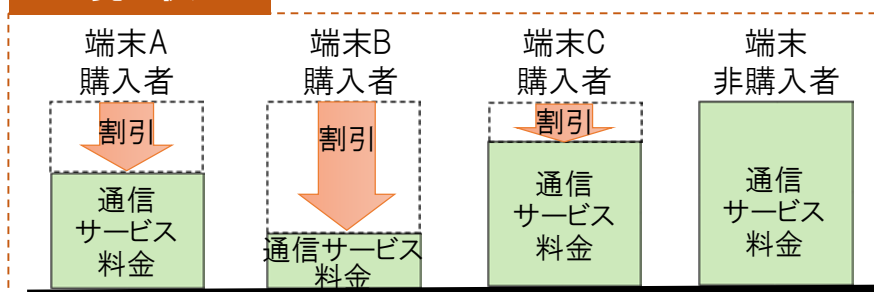 端末A
購入者
端末B
購入者
端末C
購入者
端末
非購入者
割引
割引
割引
通信
サービス
料金
通信サービス
料金
通信
サービス
料金
通信
サービス
料金